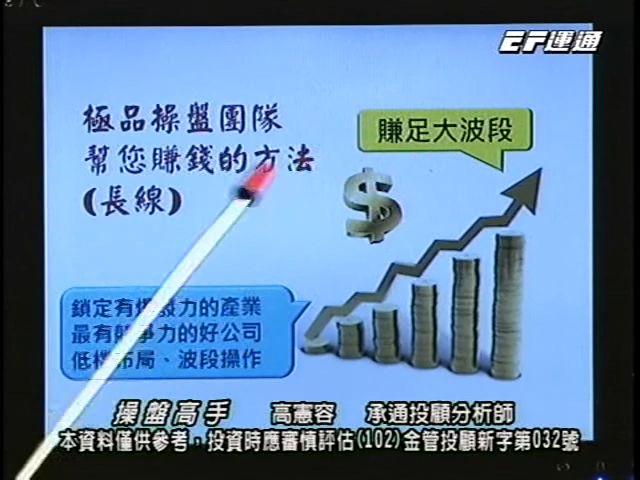 EFT運通
極品操盤團隊
賺足大波段
幫您賺錢的方法
(長線)
$
鎖定有爆發力的產業
最有競爭力的好公司
低檔布局、波段操作
操盤高手 高憲容 承通投顧分析師
本資料僅供參考，投資時應審慎評估(102)金管投顧新字第032號